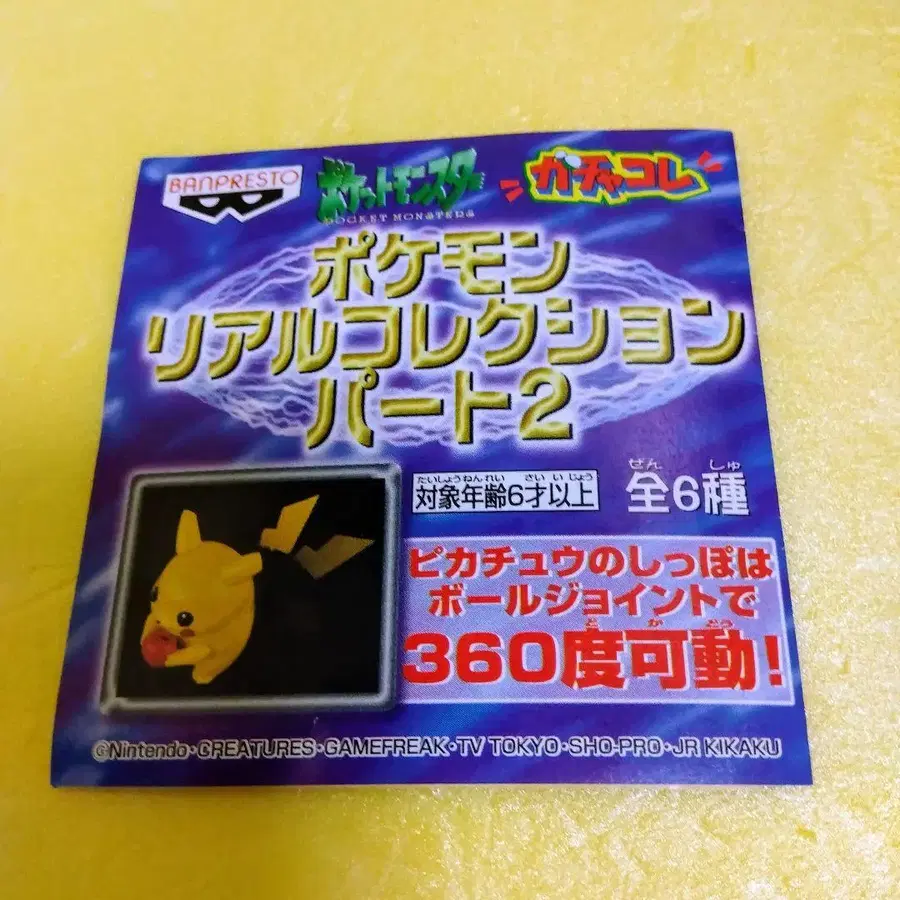 BANPRESTO
ポケットモンスター
POCKET MONSTERS
ガチャコレ
ポケモン
リアルコレクション
パート2
たいしょうねんれい さいいじょう
対象年齢6才以上
ぜん しゅ
全6種
ピカチュウのしっぽは
ボールジョイントで
ど か どう
360度可動!
©Nintendo・CREATURES・GAMEFREAK・TV TOKYO・SHO-PRO・JR KIKAKU